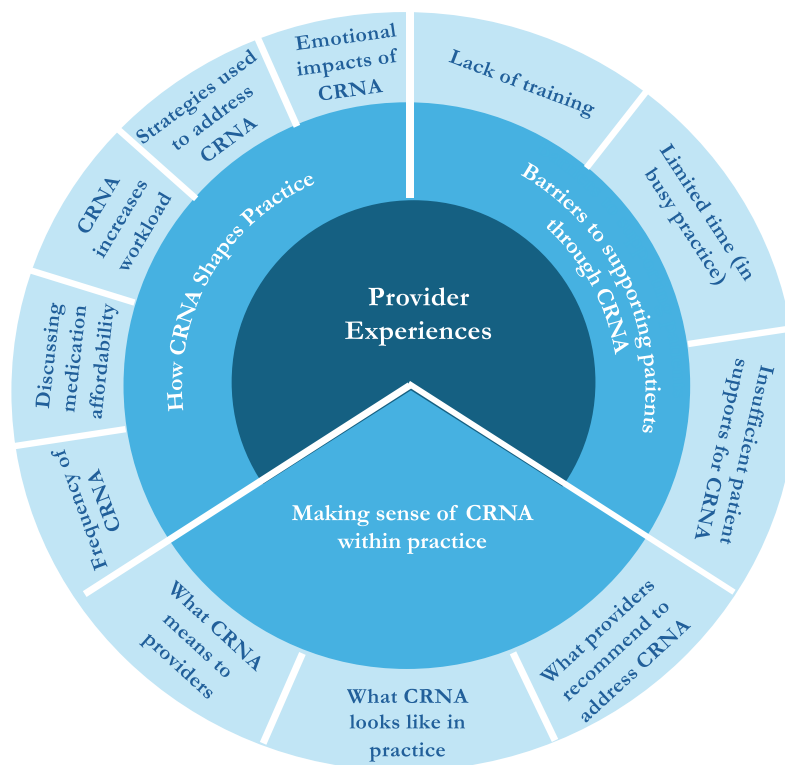 Provider
Experiences
How CRNA Shapes Practice
Barriers to supporting patients
through CRNA
Making sense of CRNA
within practice
Emotional
impacts of
CRNA
Lack of training
Limited time (in
busy practice)
Insufficient patient
supports for CRNA
What providers
recommend to
address CRNA
What CRNA
looks like in
practice
What CRNA
means to
providers
Frequency of
CRNA
Discussing
medication
affordability
CRNA
increases
workload
Strategies used
to address
CRNA